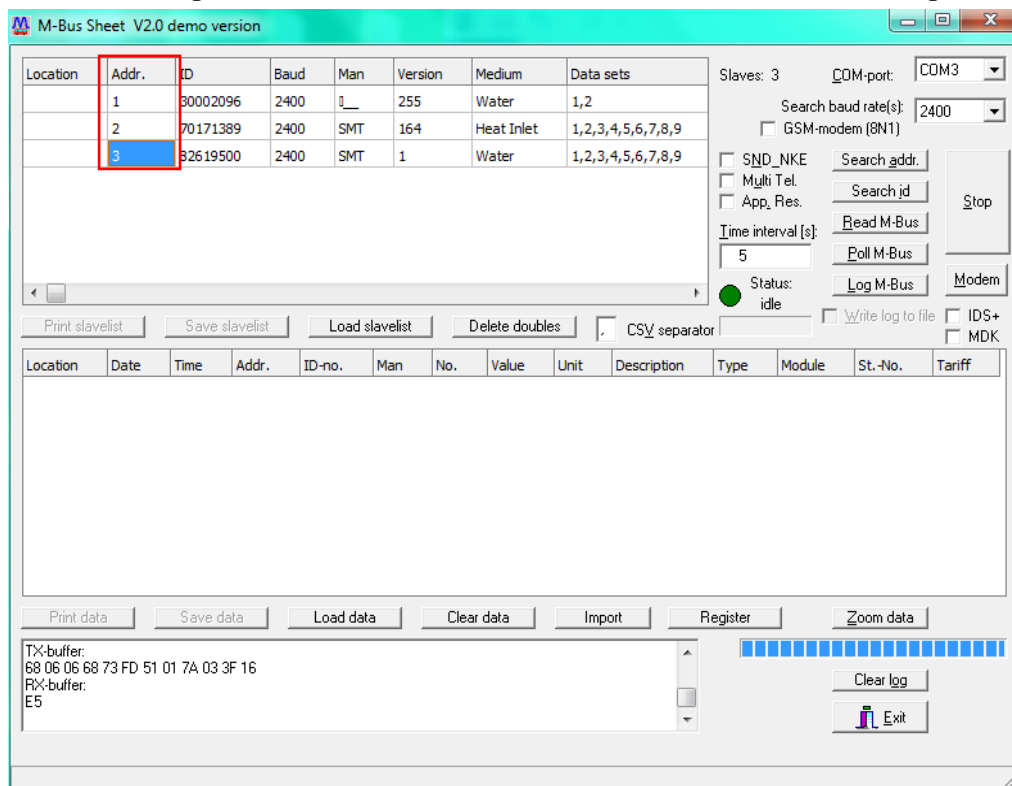 M-Bus Sheet V2.0 demo version
Location Addr. ID Baud Man Version Medium Data sets
1 30002096 2400 255 Water 1,2
2 70171389 2400 SMT 164 Heat Inlet 1,2,3,4,5,6,7,8,9
3 32619500 2400 SMT 1 Water 1,2,3,4,5,6,7,8,9
Slaves: 3 COM-port: COM3
Search baud rate(s): 2400
GSM-modem (8N1)
SND_NKE Search addr.
Multi Tel. Search id Stop
App. Res.
Time interval [s]: Read M-Bus
5 Poll M-Bus
Status: Log M-Bus Modem
idle
Print slavelist Save slavelist Load slavelist Delete doubles , CSV separator Write log to file IDS+
MDK
Location Date Time Addr. ID-no. Man No. Value Unit Description Type Module St.-No. Tariff
Print data Save data Load data Clear data Import Register Zoom data
TX-buffer:
68 06 06 68 73 FD 51 01 7A 03 3F 16
RX-buffer:
E5
Clear log
Exit